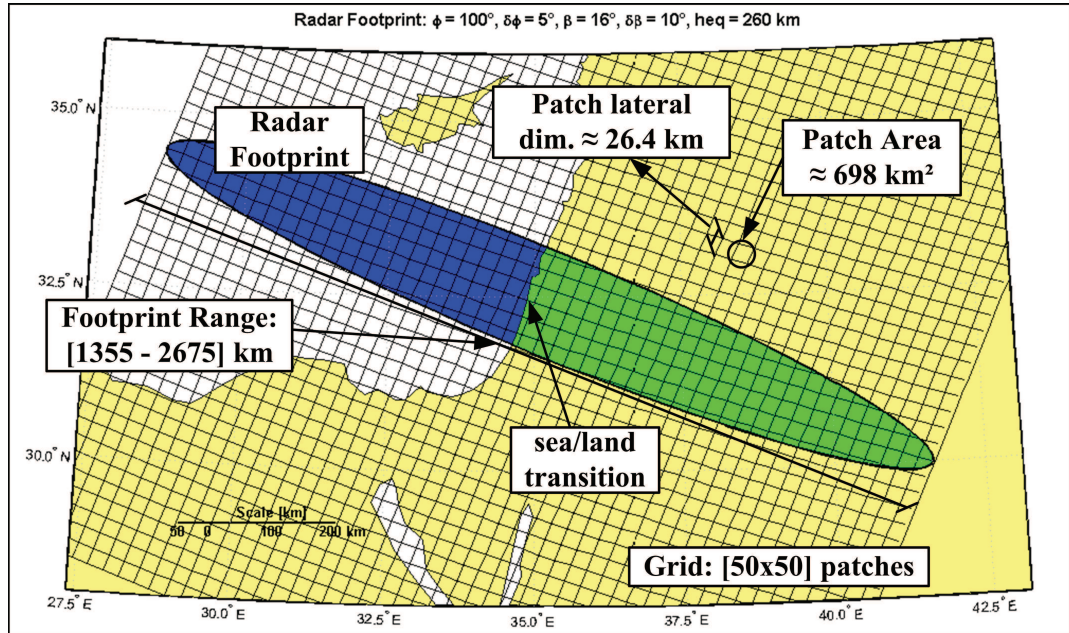 Radar Footprint: ϕ = 100°, δϕ = 5°, β = 16°, δβ = 10°, heq = 260 km
35.0° N
32.5° N
30.0° N
27.5° E
30.0° E
32.5° E
35.0° E
37.5° E
40.0° E
42.5° E
Radar
Footprint
Patch lateral
dim. ≈ 26.4 km
Patch Area
≈ 698 km²
Footprint Range:
[1355 - 2675] km
sea/land
transition
Scale [km]
50 0 100 200 km
Grid: [50x50] patches